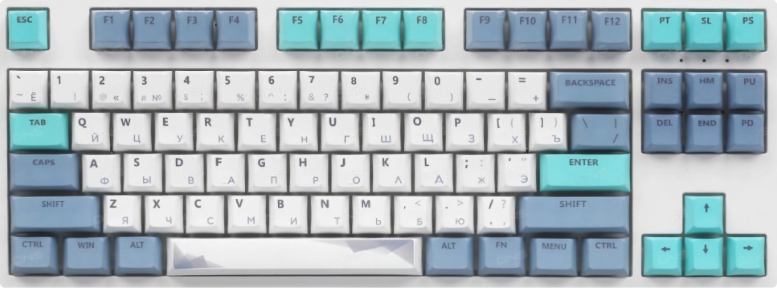 ESC F1 F2 F3 F4 F5 F6 F7 F8 F9 F10 F11 F12 PT SL PS
` ~ Ё 1 ! 2 @ « 3 # № 4 $ ; 5 % 6 ^ : 7 & ? 8 * 9 ( 0 ) - _ = + BACKSPACE INS HM PU
TAB Q Й W Ц E У R К T Е Y Н U Г I Ш O Щ P З [ { Х ] } Ъ \ | / DEL END PD
CAPS A Ф S Ы D В F А G П H Р J О K Л L Д ; : Ж ' " Э ENTER
SHIFT Z Я X Ч C С V М B И N Т M Ь , < Б . > Ю / ? . , SHIFT ↑
CTRL WIN ALT ALT FN MENU CTRL ← ↓ →